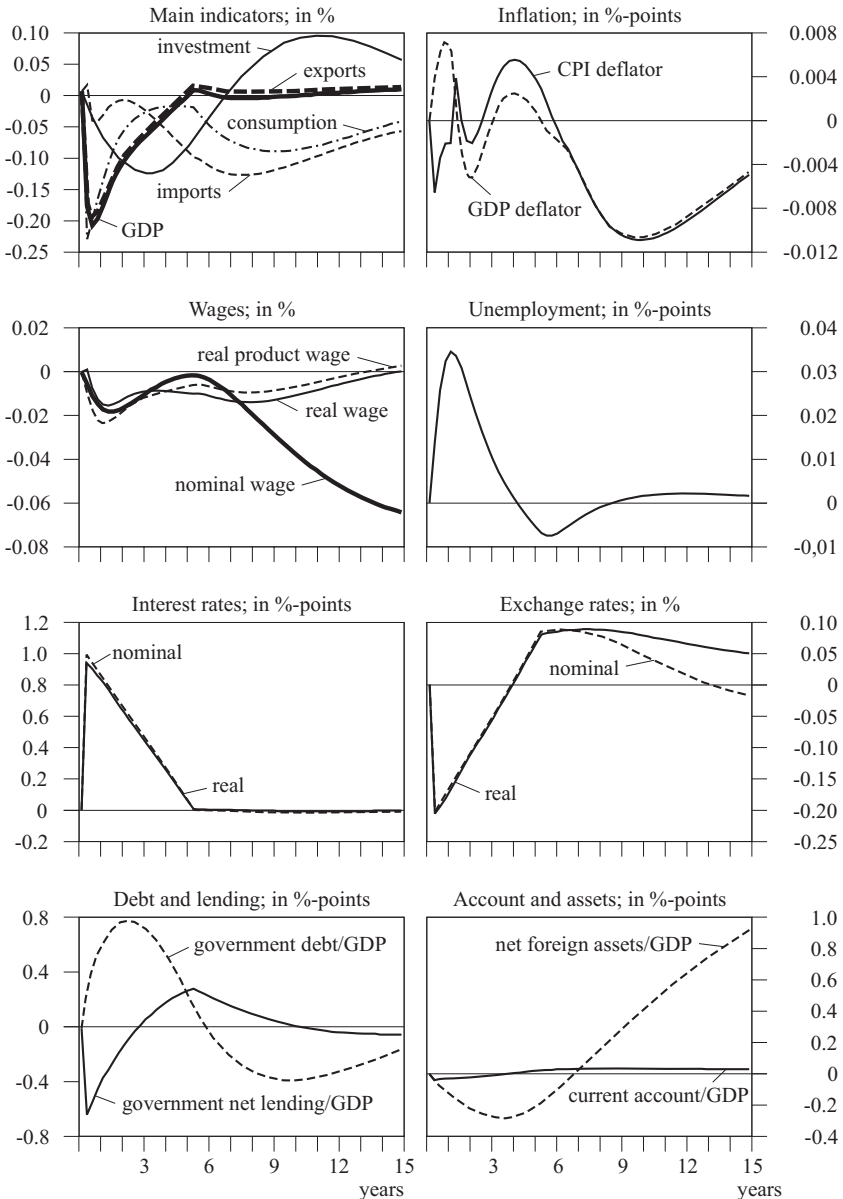 Main indicators; in %
0.10
0.05
0
-0.05
-0.10
-0.15
-0.20
-0.25
investment
exports
consumption
imports
GDP
Inflation; in %-points
0.008
0.004
0
-0.004
-0.008
-0.012
CPI deflator
GDP deflator
Wages; in %
0.02
0
-0.02
-0.04
-0.06
-0.08
real product wage
real wage
nominal wage
Unemployment; in %-points
0.04
0.03
0.02
0.01
0
-0,01
Interest rates; in %-points
1.2
1.0
0.8
0.6
0.4
0.2
0
-0.2
nominal
real
Exchange rates; in %
0.10
0.05
0
-0.05
-0.10
-0.15
-0.20
-0.25
nominal
real
Debt and lending; in %-points
0.8
0.4
0
-0.4
-0.8
government debt/GDP
government net lending/GDP
3 6 9 12 15
years
Account and assets; in %-points
1.0
0.8
0.6
0.4
0.2
0
-0.2
-0.4
net foreign assets/GDP
current account/GDP
3 6 9 12 15
years